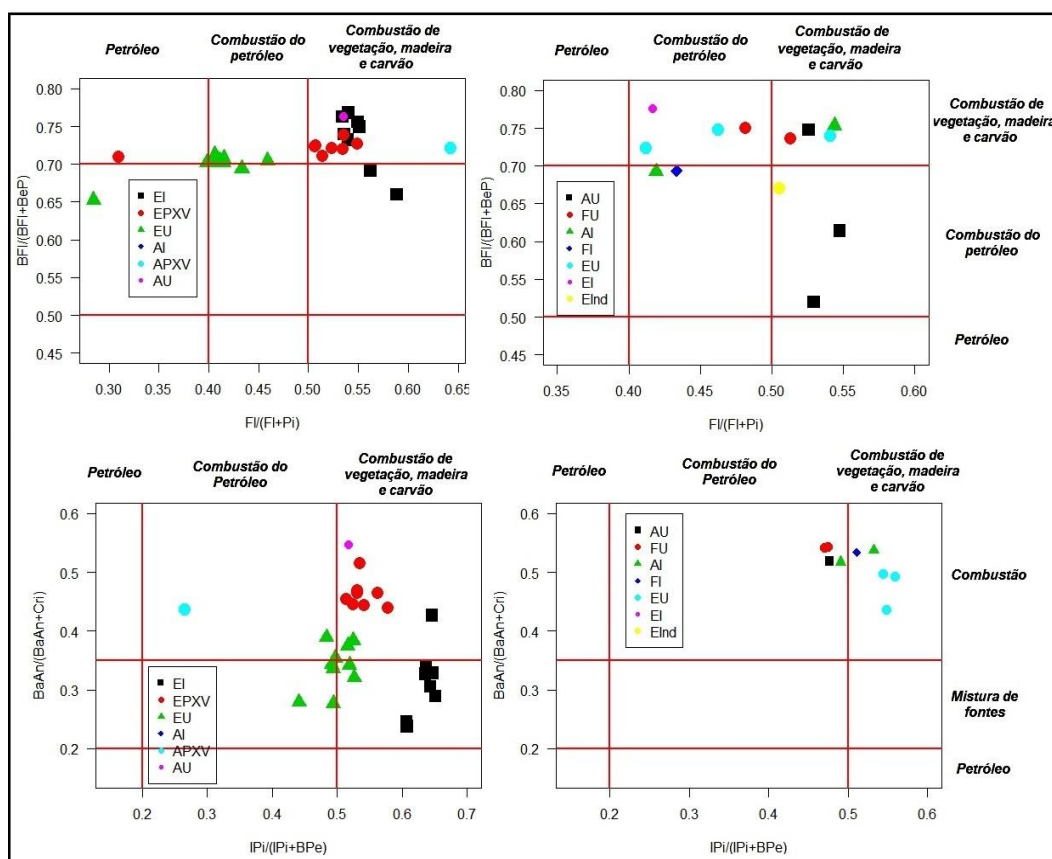 Petróleo
Combustão do
petróleo
Combustão de
vegetação, madeira
e carvão
BFl/(BFl+BeP)
0.80
0.75
0.70
0.65
0.60
0.55
0.50
0.45
EI
EPXV
EU
AI
APXV
AU
0.30 0.35 0.40 0.45 0.50 0.55 0.60 0.65
Fl/(Fl+Pi)
Petróleo
Combustão do
petróleo
Combustão de
vegetação, madeira
e carvão
BFl/(BFl+BeP)
0.80
0.75
0.70
0.65
0.60
0.55
0.50
0.45
AU
FU
AI
FI
EU
EI
EInd
0.35 0.40 0.45 0.50 0.55 0.60
Fl/(Fl+Pi)
Combustão de
vegetação, madeira
e carvão
Combustão do
petróleo
Petróleo
Petróleo
Combustão do
Petróleo
Combustão de
vegetação, madeira
e carvão
BaAn/(BaAn+Cri)
0.6
0.5
0.4
0.3
0.2
EI
EPXV
EU
AI
APXV
AU
0.2 0.3 0.4 0.5 0.6 0.7
IPi/(IPi+BPe)
Petróleo
Combustão do
Petróleo
Combustão de
vegetação, madeira
e carvão
BaAn/(BaAn+Cri)
0.6
0.5
0.4
0.3
0.2
AU
FU
AI
FI
EU
EI
EInd
0.2 0.3 0.4 0.5 0.6
IPi/(IPi+BPe)
Combustão
Mistura de
fontes
Petróleo